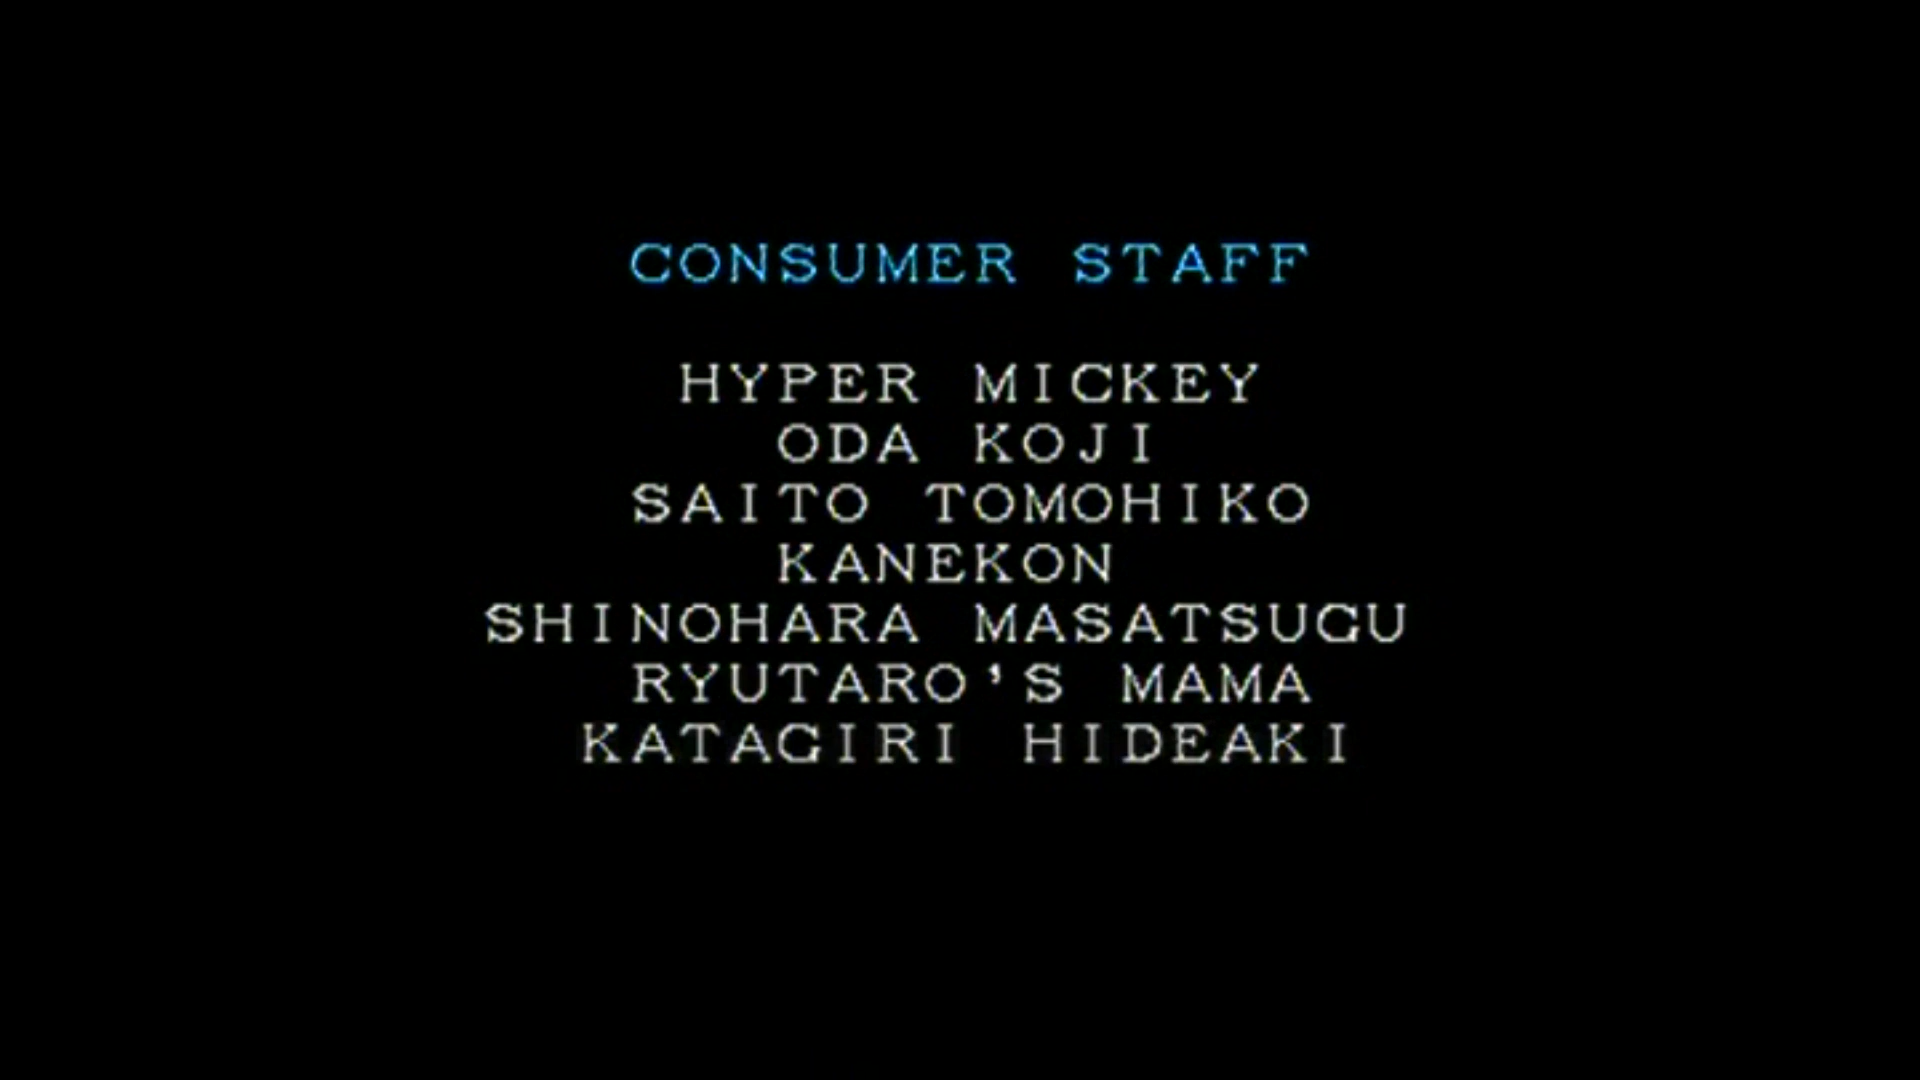 CONSUMER STAFF
HYPER MICKEY
ODA KOJI
SAITO TOMOHIKO
KANEKON
SHINOHARA MASATSUGU
RYUTARO'S MAMA
KATAGIRI HIDEAKI